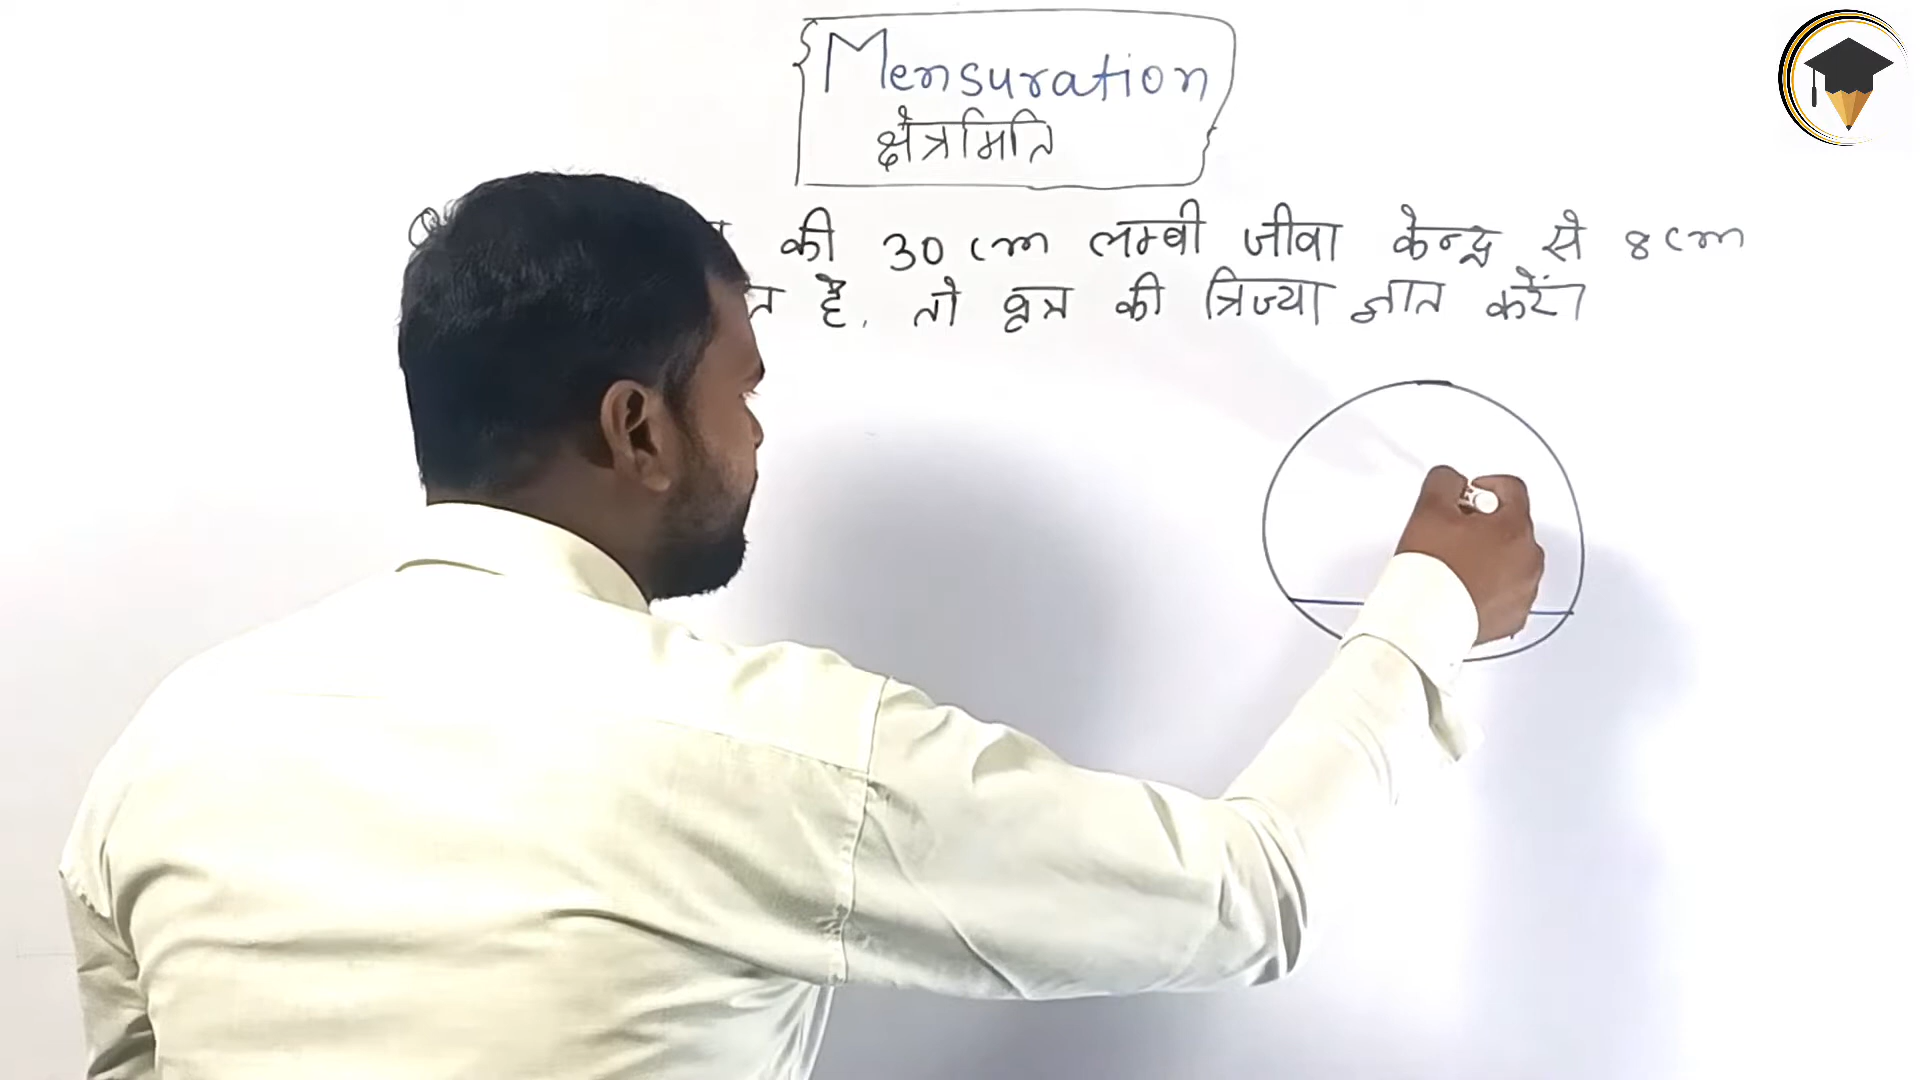 Mensuration
क्षेत्रमिति
की 30 cm लम्बी जीवा केन्द्र से 8 cm
है. तो वृत्त की त्रिज्या ज्ञात करें।